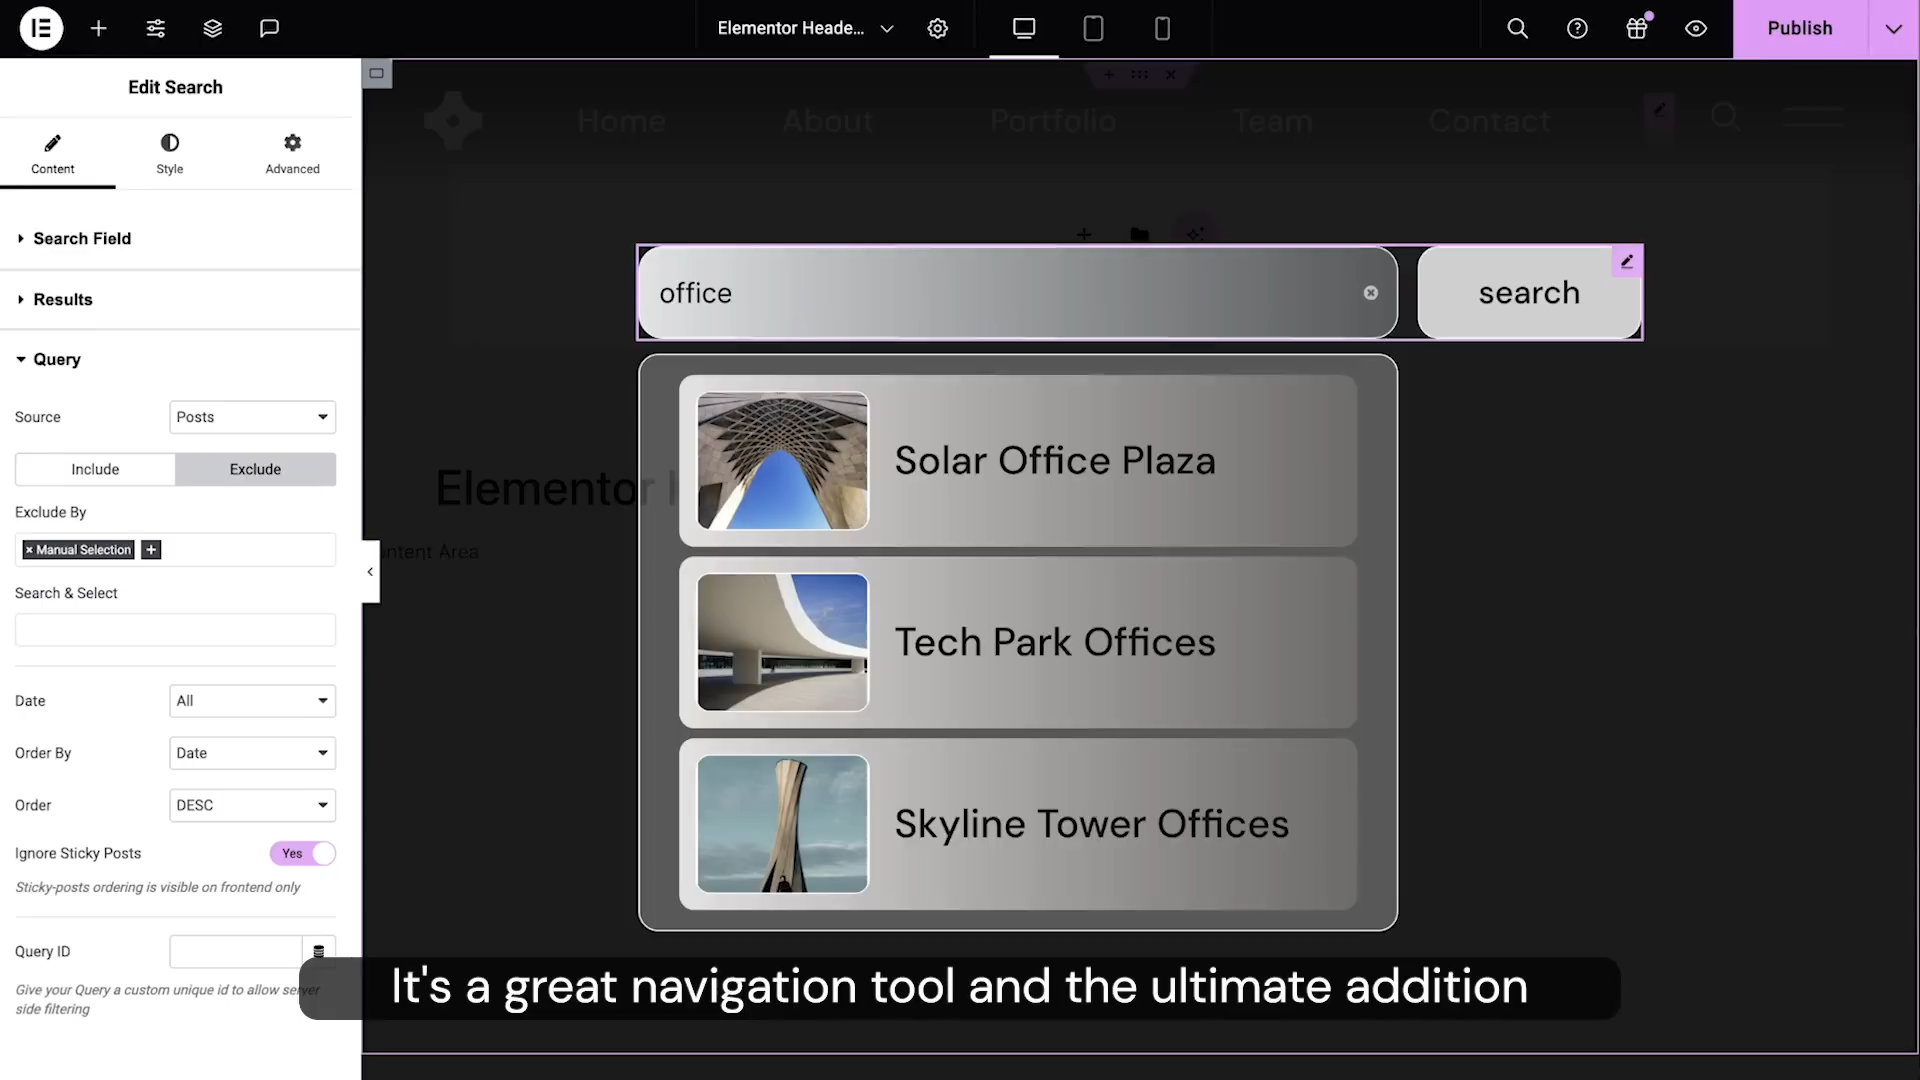 Elementor Heade...
Publish
Edit Search
Content
Style
Advanced
Search Field
Results
Query
Source
Posts
Include
Exclude
Exclude By
× Manual Selection
Search & Select
Date
All
Order By
Date
Order
DESC
Ignore Sticky Posts
Yes
Sticky-posts ordering is visible on frontend only
Query ID
Give your Query a custom unique id to allow server
side filtering
Home
About
Portfolio
Team
Contact
office
search
Elementor
ontent Area
Solar Office Plaza
Tech Park Offices
Skyline Tower Offices
It's a great navigation tool and the ultimate addition